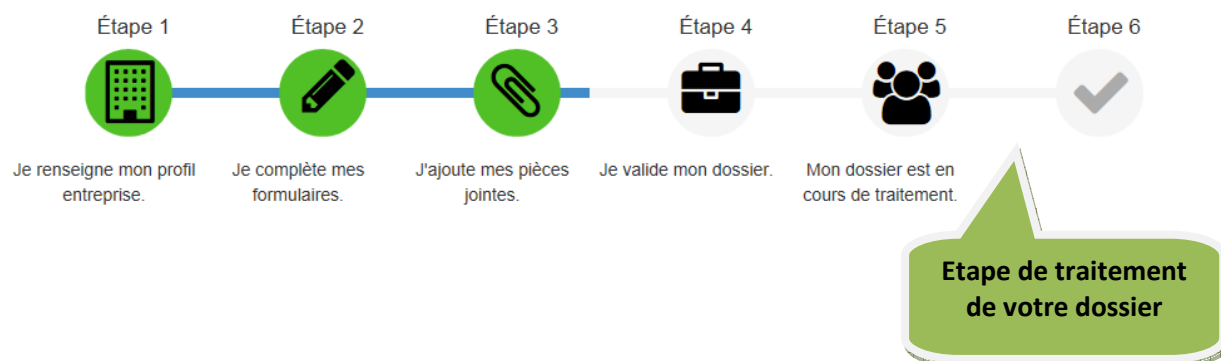 Étape 1
Étape 2
Étape 3
Étape 4
Étape 5
Étape 6
Je renseigne mon profil
entreprise.
Je complète mes
formulaires.
J'ajoute mes pièces
jointes.
Je valide mon dossier.
Mon dossier est en
cours de traitement.
Etape de traitement
de votre dossier